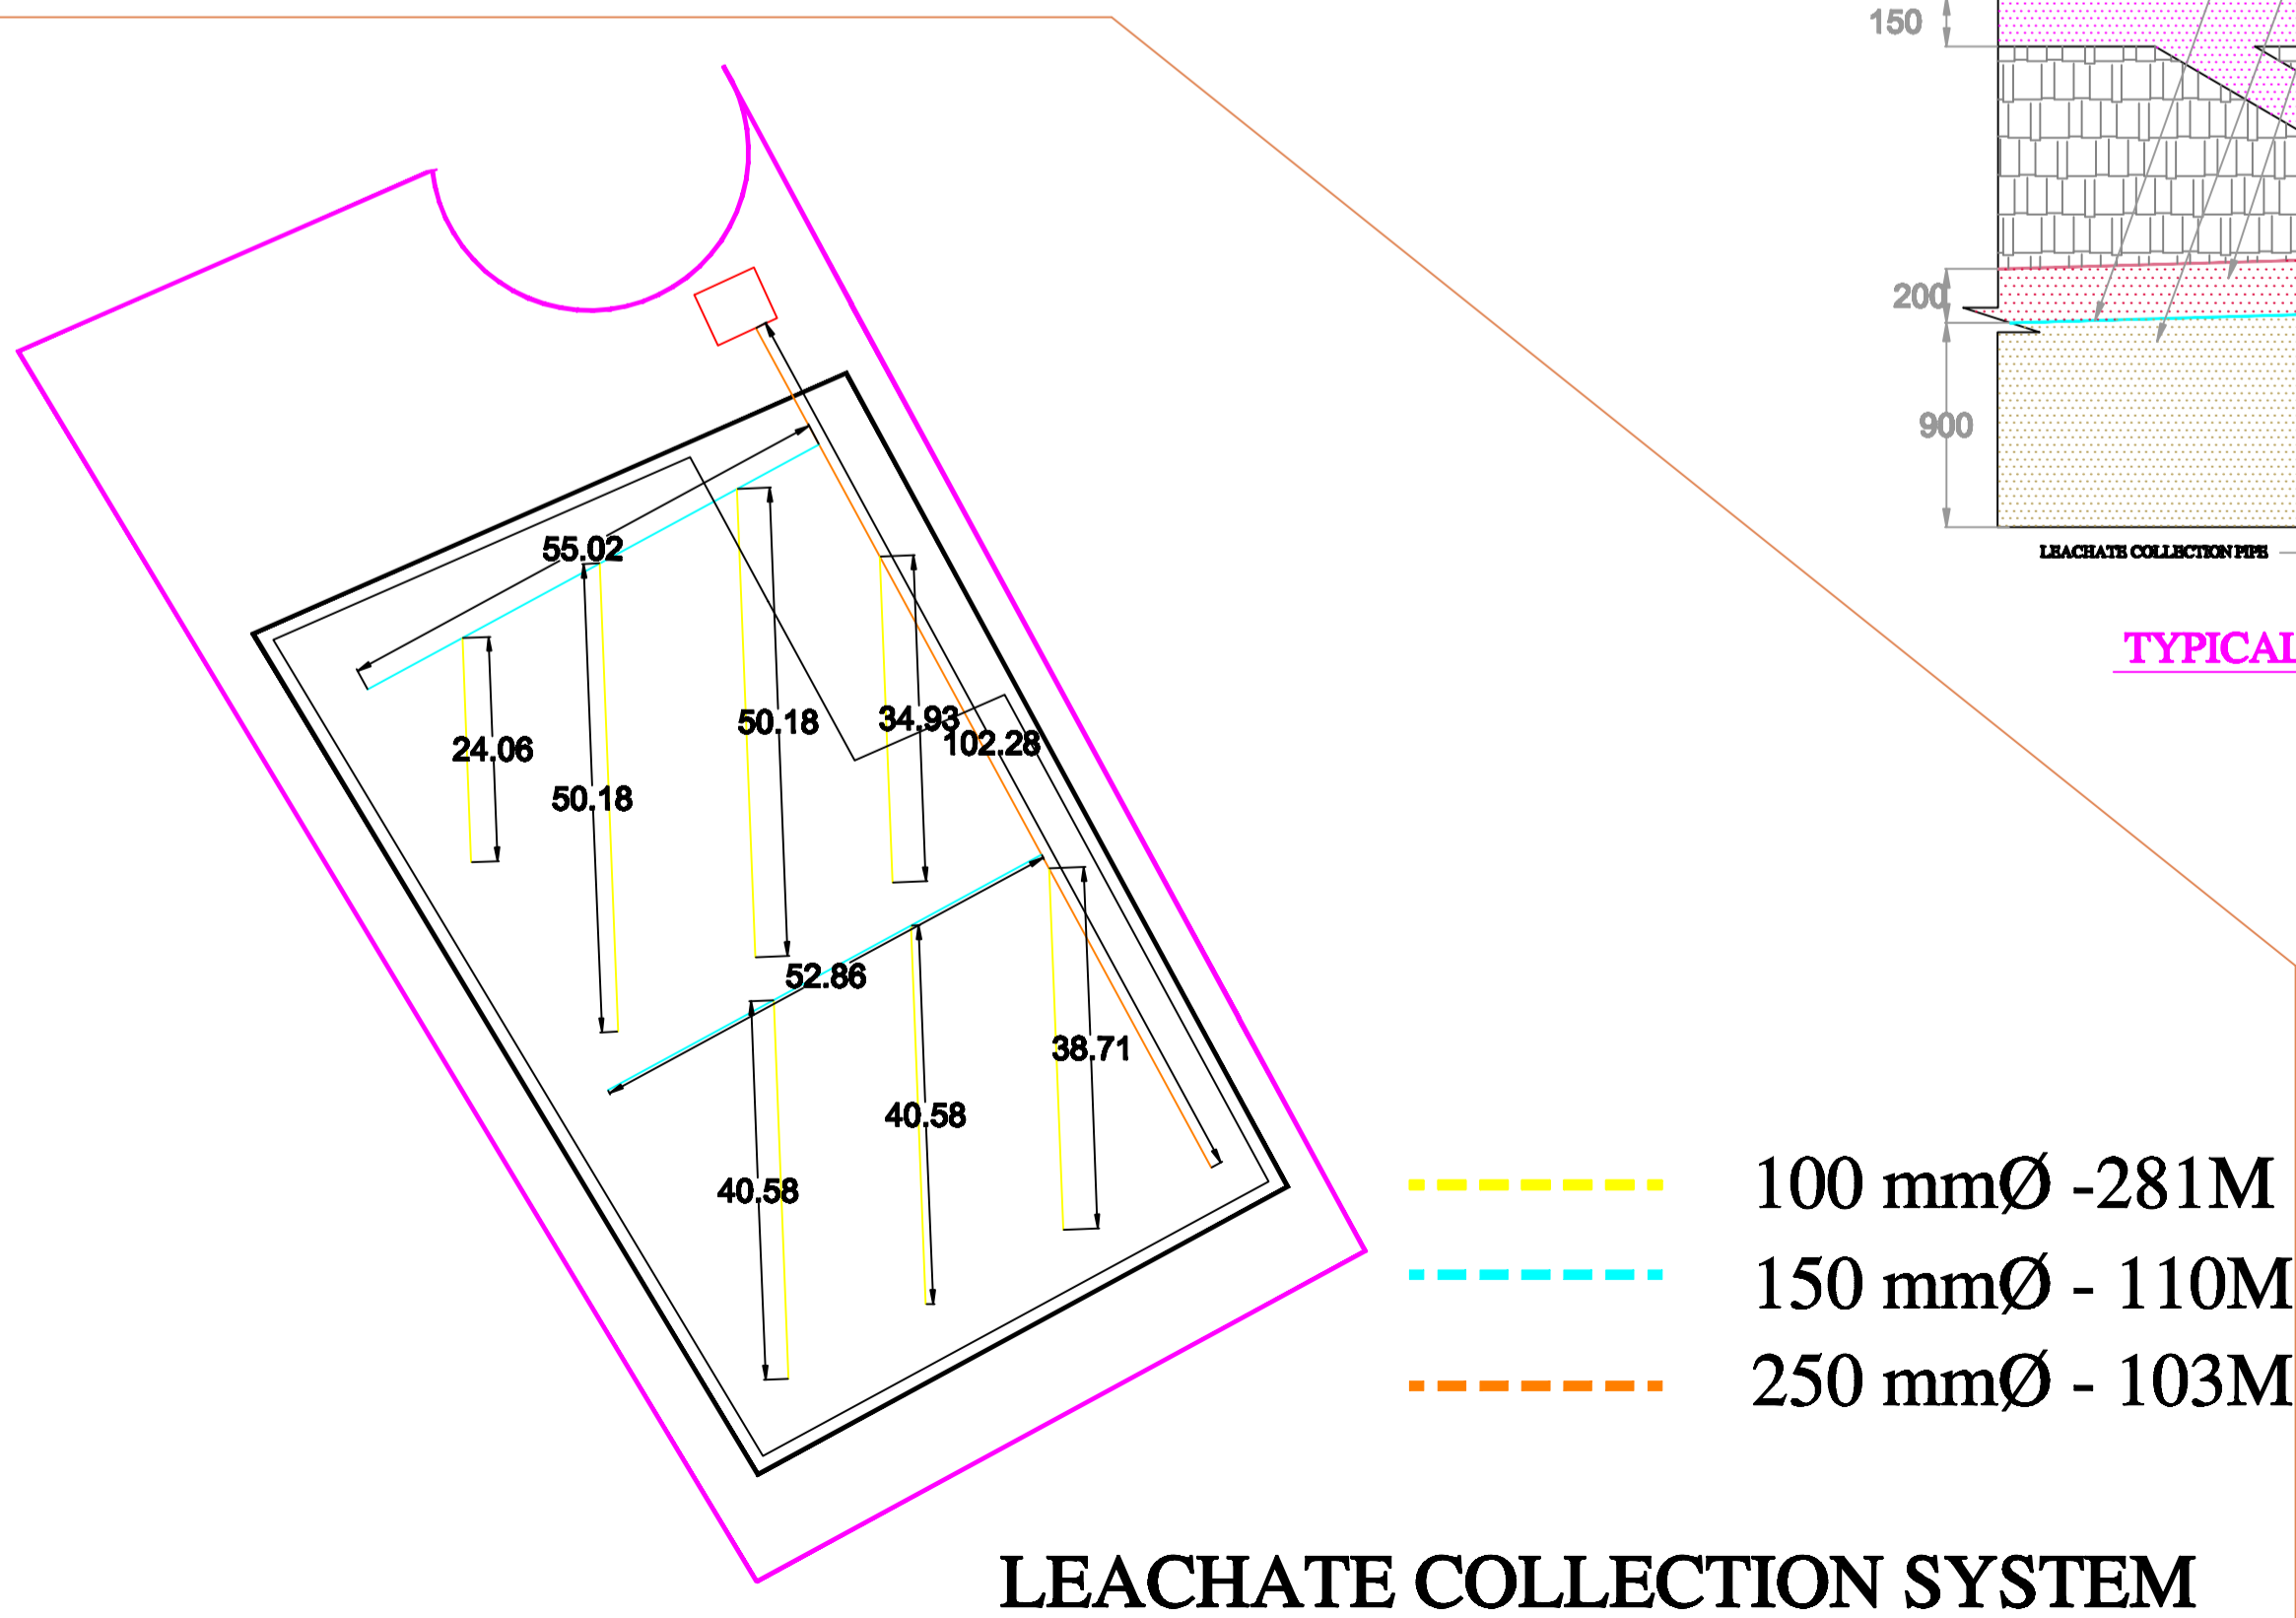 150
200
900
LEACHATE COLLECTION PIPE
TYPICAL
55.02
24.06
50.18
50.18
34.93
102.28
52.86
38.71
40.58
40.58
100 mmØ -281M
150 mmØ - 110M
250 mmØ - 103M
LEACHATE COLLECTION SYSTEM